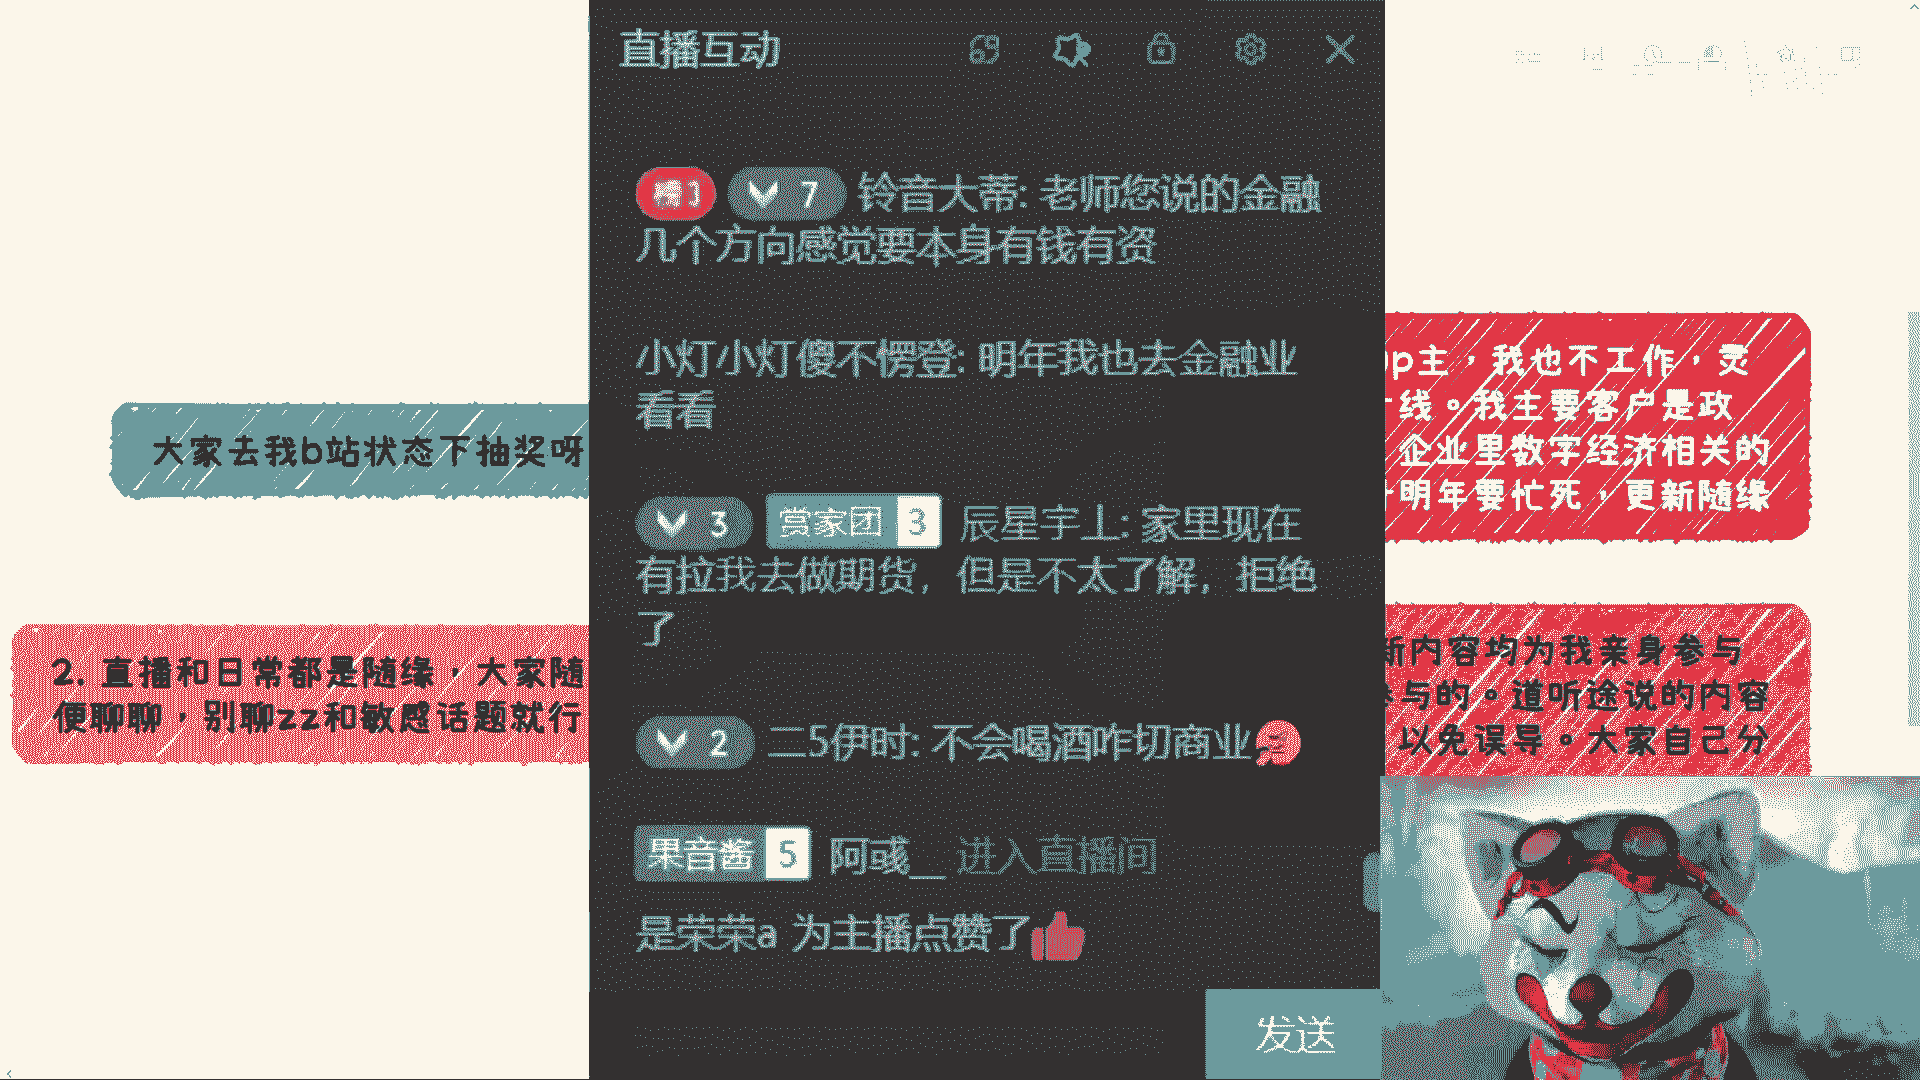 直播互动
榜3 7 铃音大蒂: 老师您说的金融
几个方向感觉要本身有钱有资
小灯小灯傻不愣登: 明年我也去金融业
看看
3 赏家团 3 辰星宇上: 家里现在
有拉我去做期货，但是不太了解，拒绝
了
2 二5伊时: 不会喝酒咋切商业
果音酱 5 阿彧__ 进入直播间
是荣荣a 为主播点赞了
发送
大家去我b站状态下抽奖呀
2. 直播和日常都是随缘，大家随
便聊聊，别聊zz和敏感话题就行
p主，我也不工作，灵
线。我主要客户是政
企业里数字经济相关的
明年要忙死，更新随缘
新内容均为我亲身参与
参与的。道听途说的内容
以免误导。大家自己分